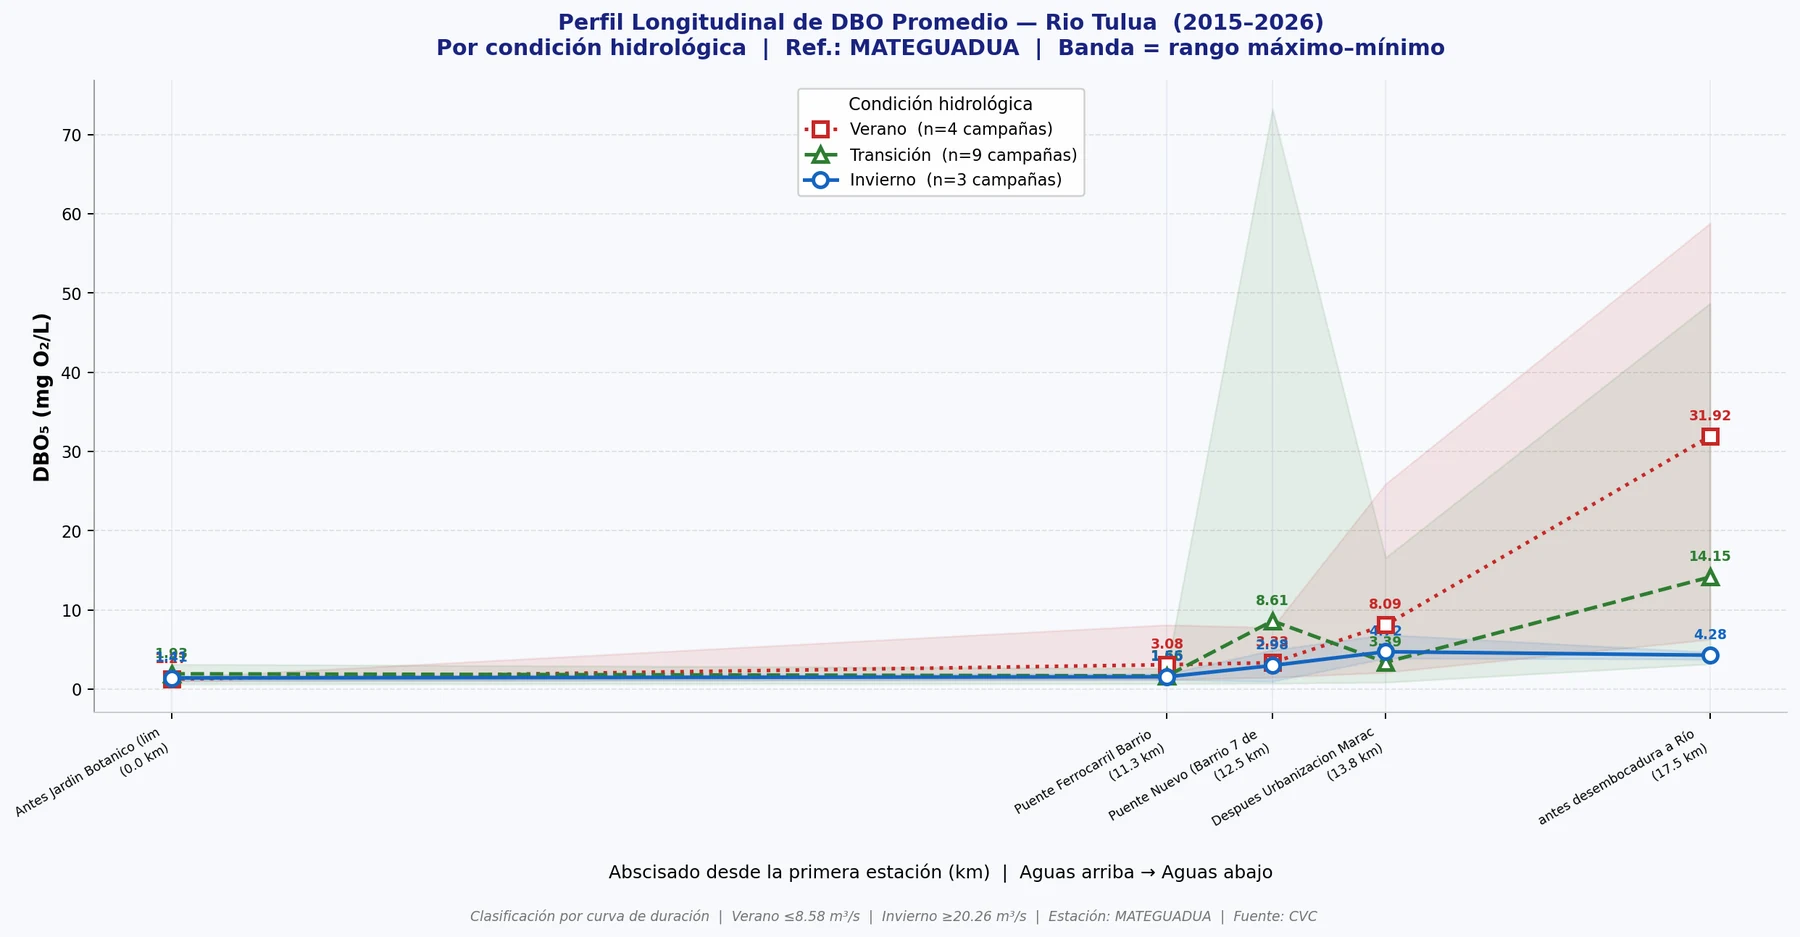 Perfil Longitudinal de DBO Promedio — Rio Tulua (2015–2026)
Por condición hidrológica | Ref.: MATEGUADUA | Banda = rango máximo–mínimo
Condición hidrológica
Verano (n=4 campañas)
Transición (n=9 campañas)
Invierno (n=3 campañas)
DBO₅ (mg O₂/L)
70
60
50
40
30
20
10
0
1.93
3.08
8.61
2.98
8.09
3.39
31.92
14.15
4.28
Antes Jardin Botanico (lim
(0.0 km)
Puente Ferrocarril Barrio
(11.3 km)
Puente Nuevo (Barrio 7 de
(12.5 km)
Despues Urbanizacion Marac
(13.8 km)
antes desembocadura a Río
(17.5 km)
Abscisado desde la primera estación (km) | Aguas arriba → Aguas abajo
Clasificación por curva de duración | Verano ≤8.58 m³/s | Invierno ≥20.26 m³/s | Estación: MATEGUADUA | Fuente: CVC